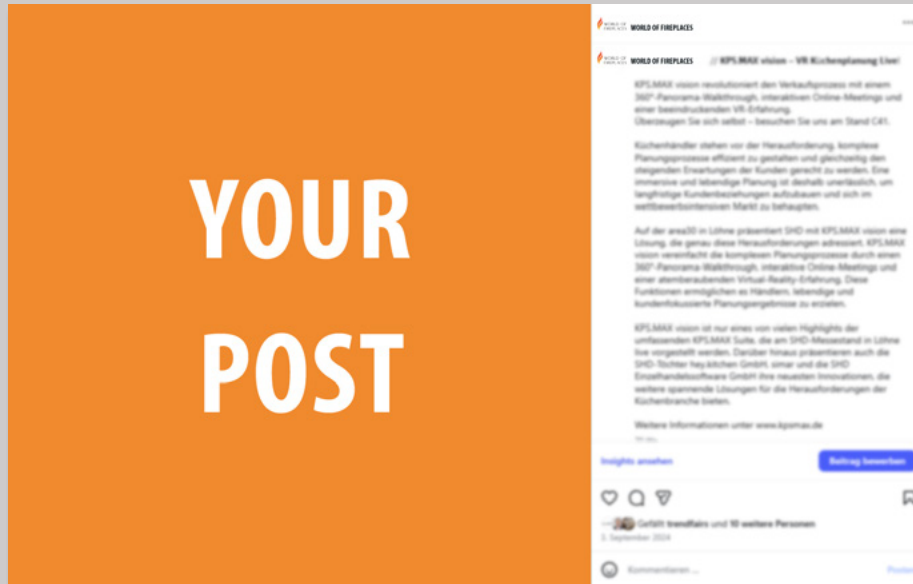 YOUR
POST
WORLD OF
FIREPLACES
WORLD OF FIREPLACES
WORLD OF
FIREPLACES
WORLD OF FIREPLACES // KPS.MAX vision – VR Küchenplanung Live!
KPS.MAX vision revolutioniert den Verkaufsprozess mit einem
360°-Panorama-Walkthrough, interaktiven Online-Meetings und
einer beeindruckenden VR-Erfahrung.
Überzeugen Sie sich selbst – besuchen Sie uns am Stand C41.
Küchenhändler stehen vor der Herausforderung, komplexe
Planungsprozesse effizient zu gestalten und gleichzeitig den
steigenden Erwartungen der Kunden gerecht zu werden. Eine
immersive und lebendige Planung ist deshalb unerlässlich, um
langfristige Kundenbeziehungen aufzubauen und sich im
wettbewerbsintensiven Markt zu behaupten.
Auf der area30 in Löhne präsentiert SHD mit KPS.MAX vision eine
Lösung, die genau diese Herausforderungen adressiert. KPS.MAX
vision vereinfacht die komplexen Planungsprozesse durch einen
360°-Panorama-Walkthrough, interaktive Online-Meetings und
einer atemberaubenden Virtual-Reality-Erfahrung. Diese
Funktionen ermöglichen es Händlern, lebendige und
kundenfokussierte Planungsergebnisse zu erzielen.
KPS.MAX vision ist nur eines von vielen Highlights der
umfassenden KPS.MAX Suite, die am SHD-Messestand in Löhne
live vorgestellt werden. Darüber hinaus präsentieren auch die
SHD-Töchter hey.kitchen GmbH, omar und die SHD
Einzelhandelssoftware GmbH ihre neuesten Innovationen, die
weitere spannende Lösungen für die Herausforderungen der
Küchenbranche bieten.
Weitere Informationen unter www.kpsmax.de
Insights ansehen
Beitrag bewerben
Gefällt trendfairs und 10 weitere Personen
3. September 2024
Kommentieren ...
Posten